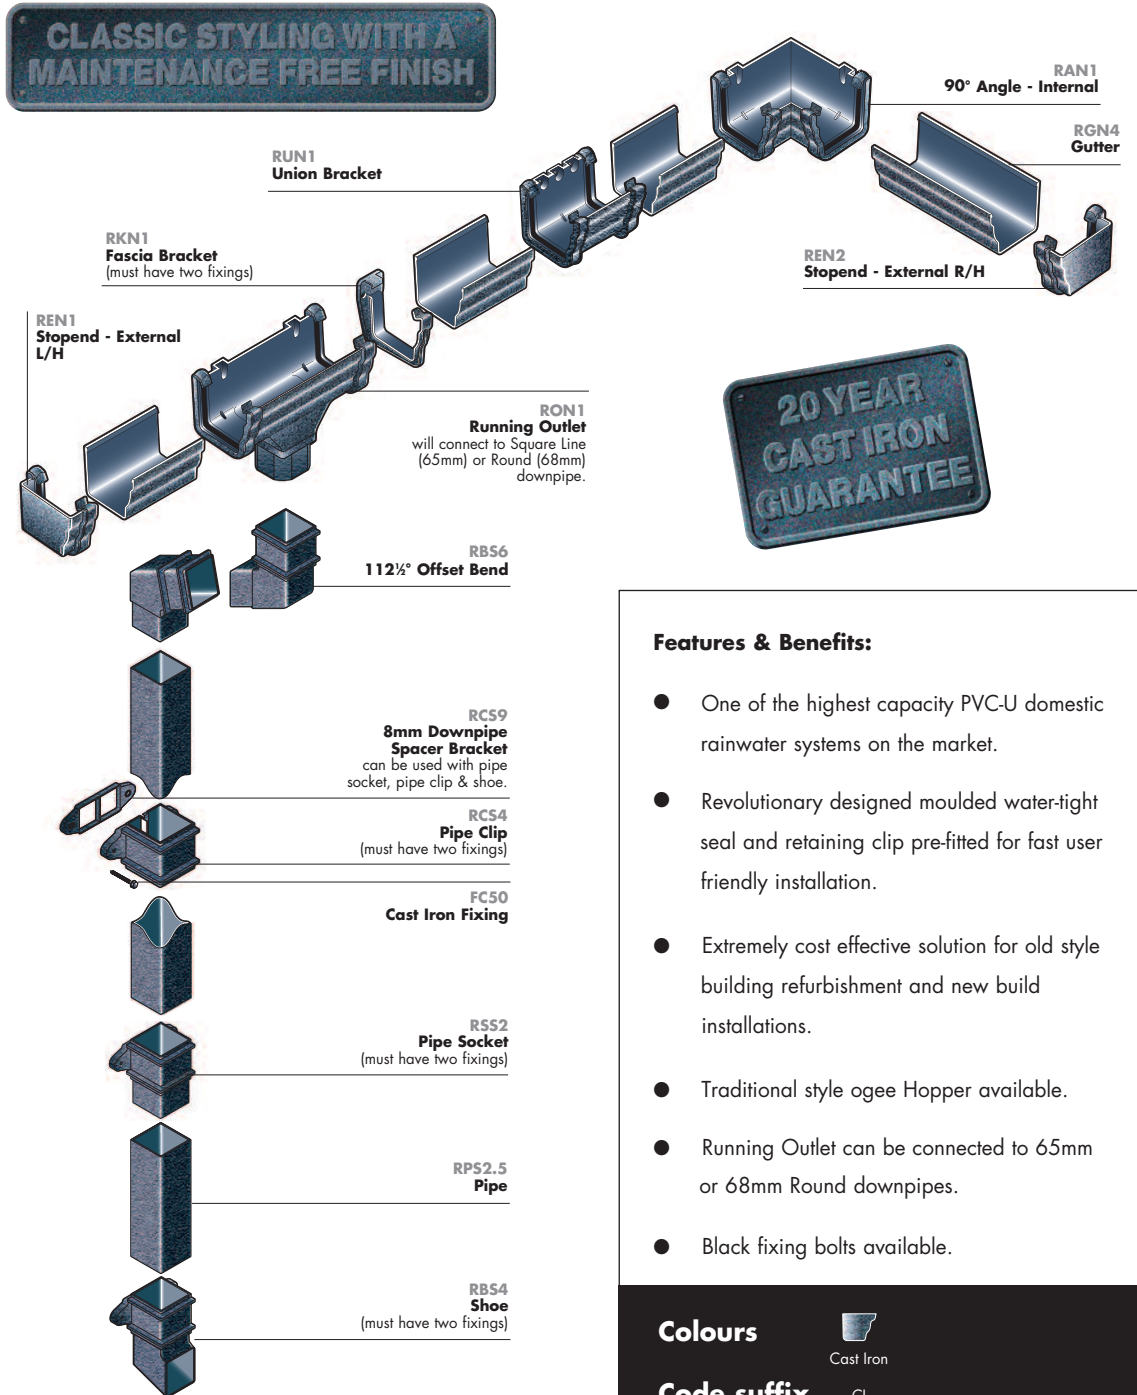 CLASSIC STYLING WITH A
MAINTENANCE FREE FINISH
RAN1
90° Angle - Internal
RGN4
Gutter
RUN1
Union Bracket
RKN1
Fascia Bracket
(must have two fixings)
REN2
Stopend - External R/H
REN1
Stopend - External
L/H
RON1
Running Outlet
will connect to Square Line
(65mm) or Round (68mm)
downpipe.
20 YEAR
CAST IRON
GUARANTEE
RBS6
112½° Offset Bend
RCS9
8mm Downpipe
Spacer Bracket
can be used with pipe
socket, pipe clip & shoe.
RCS4
Pipe Clip
(must have two fixings)
FC50
Cast Iron Fixing
RSS2
Pipe Socket
(must have two fixings)
RPS2.5
Pipe
RBS4
Shoe
(must have two fixings)
Features & Benefits:
● One of the highest capacity PVC-U domestic
rainwater systems on the market.
● Revolutionary designed moulded water-tight
seal and retaining clip pre-fitted for fast user
friendly installation.
● Extremely cost effective solution for old style
building refurbishment and new build
installations.
● Traditional style ogee Hopper available.
● Running Outlet can be connected to 65mm
or 68mm Round downpipes.
● Black fixing bolts available.
Colours
Cast Iron
Code suffix